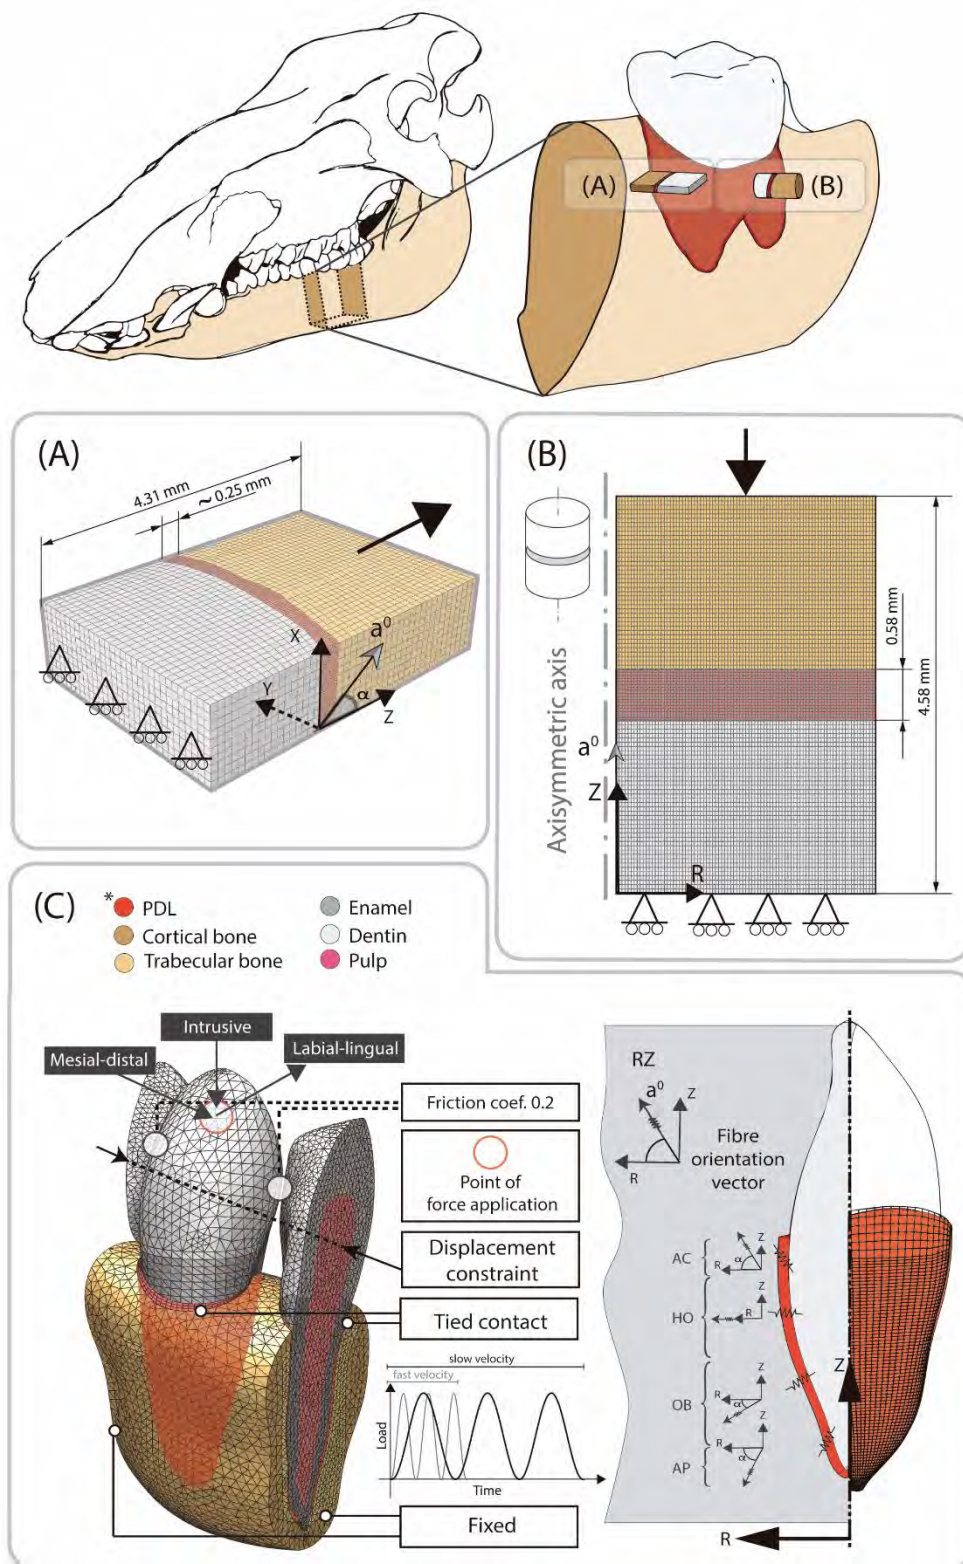 (A)
(B)
(A)
4.31 mm
~ 0.25 mm
X
a⁰
Y
α
Z
(B)
Axisymmetric axis
a⁰
Z
R
0.58 mm
4.58 mm
(C)
* PDL
Cortical bone
Trabecular bone
Enamel
Dentin
Pulp
Intrusive
Mesial-distal
Labial-lingual
Friction coef. 0.2
Point of
force application
Displacement
constraint
Tied contact
slow velocity
fast velocity
Load
Time
Fixed
RZ
a⁰
Z
R
Fibre
orientation
vector
AC
Z
α
R
HO
Z
R
OB
Z
R
α
AP
Z
R
α
Z
R